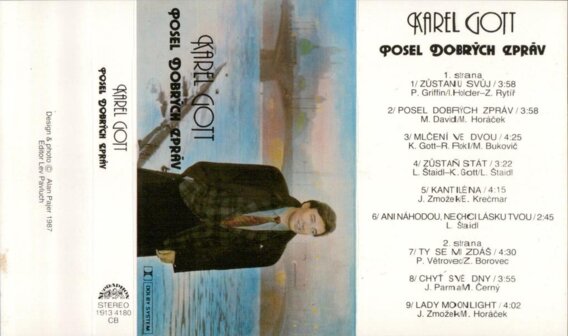 Design & photo © Alan Pajer 1987
Editor Lev Pavluch
KAREL GOTT
POSEL DOBRÝCH ZPRÁV
SUPRAPHON
STEREO
1913 4180
CB
KAREL GOTT
POSEL DOBRÝCH ZPRÁV
DOLBY SYSTEM
KAREL GOTT
POSEL DOBRÝCH ZPRÁV
1. strana
1/ ZŮSTANU SVŮJ / 3:58
P. Griffin/I. Holder–Z. Rytíř
2/ POSEL DOBRÝCH ZPRÁV / 3:58
M. David/M. Horáček
3/ MLČENÍ VE DVOU / 4:25
K. Gott–R. Rokl/M. Bukovič
4/ ZŮSTAŇ STÁT / 3:22
L. Štaidl–K. Gott/L. Štaidl
5/ KANTILÉNA / 4:15
J. Zmožek/E. Krečmar
6/ ANI NÁHODOU, NECHCI LÁSKU TVOU / 2:45
L. Štaidl
2. strana
7/ TY SE MI ZDÁŠ / 4:30
P. Větrovec/Z. Borovec
8/ CHYŤ SVÉ DNY / 3:55
J. Parma/M. Černý
9/ LADY MOONLIGHT / 4:02
J. Zmožek/M. Horáček